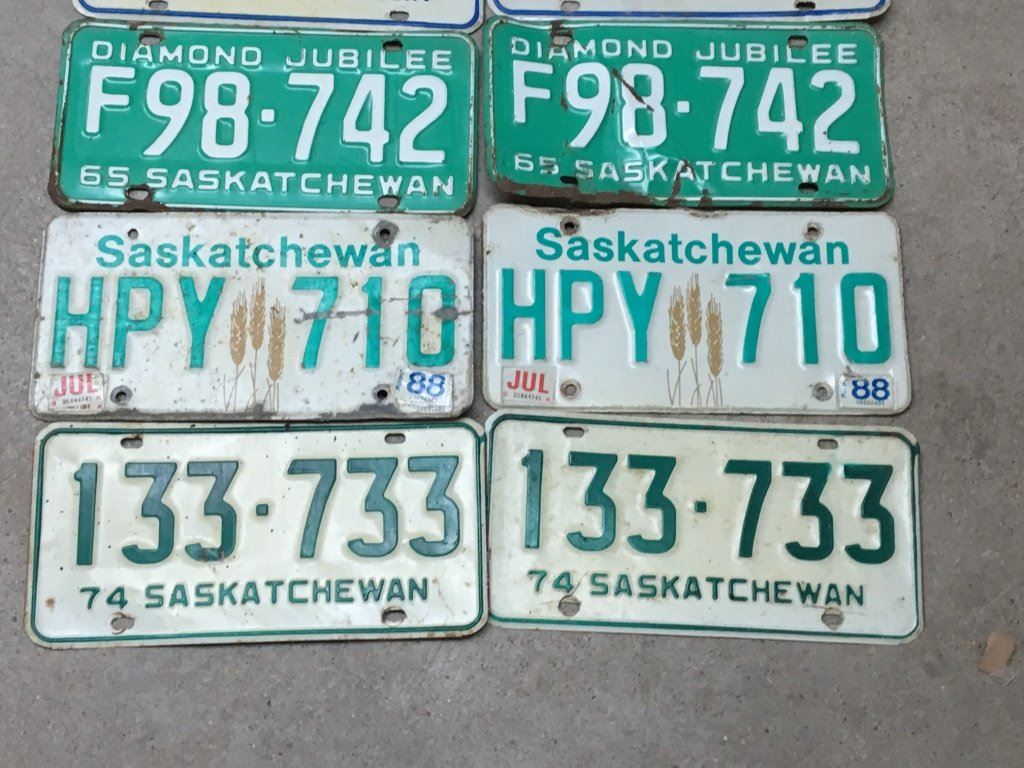 DIAMOND JUBILEE
F98·742
65 SASKATCHEWAN
DIAMOND JUBILEE
F98·742
65 SASKATCHEWAN
Saskatchewan
HPY 710
JUL
88
Saskatchewan
HPY 710
JUL
88
133·733
74 SASKATCHEWAN
133·733
74 SASKATCHEWAN